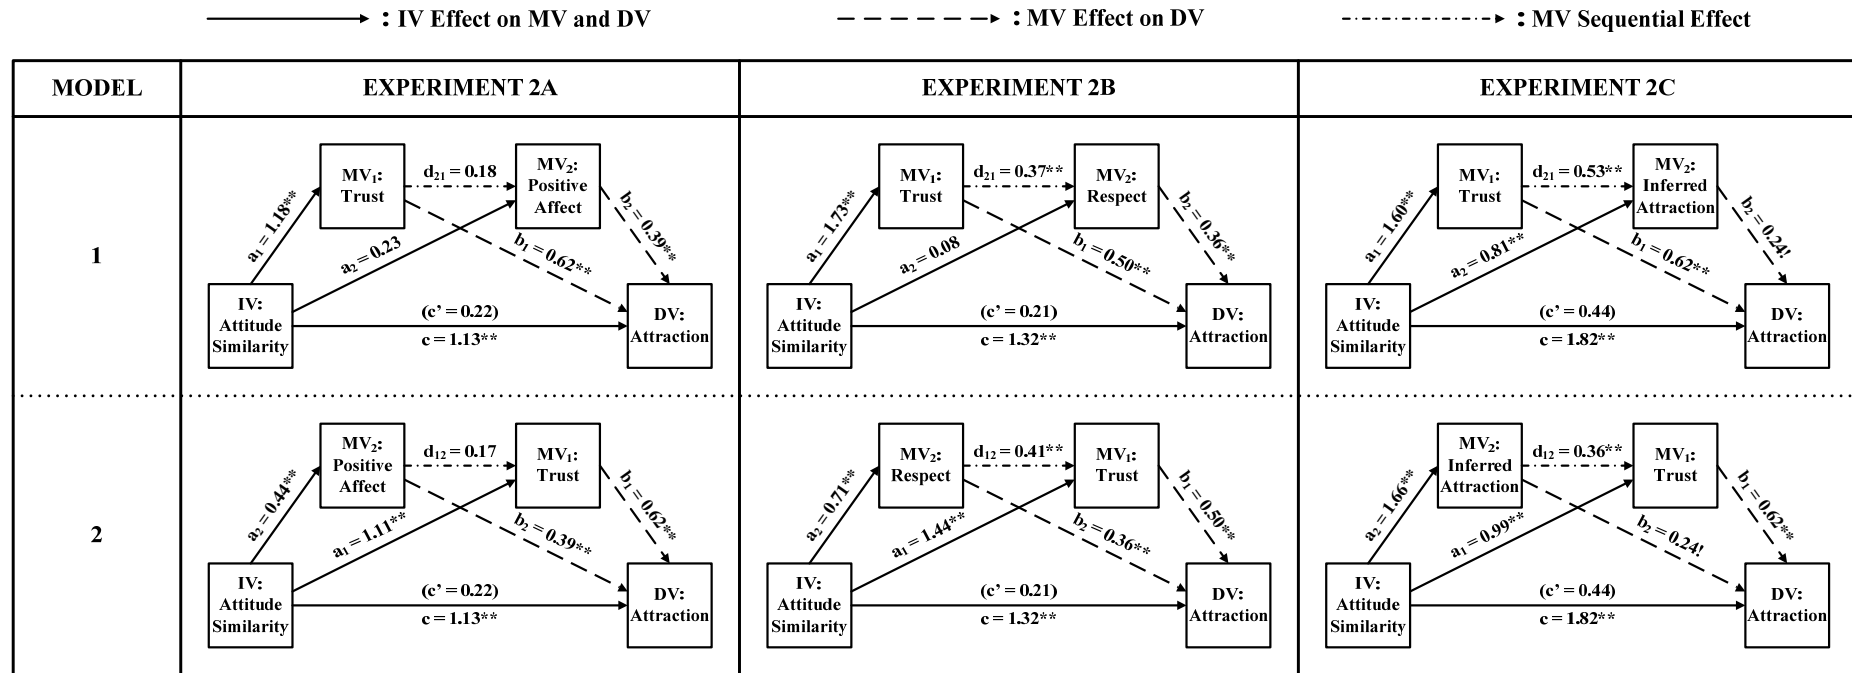 : IV Effect on MV and DV
: MV Effect on DV
: MV Sequential Effect
MODEL
EXPERIMENT 2A
EXPERIMENT 2B
EXPERIMENT 2C
1
MV₁:
Trust
d₂₁ = 0.18
MV₂:
Positive
Affect
a₁ = 1.18**
a₂ = 0.23
b₁ = 0.62**
b₂ = 0.39**
IV:
Attitude
Similarity
(c’ = 0.22)
c = 1.13**
DV:
Attraction
MV₁:
Trust
d₂₁ = 0.37**
MV₂:
Respect
a₁ = 1.73**
a₂ = 0.08
b₁ = 0.50**
b₂ = 0.36**
IV:
Attitude
Similarity
(c’ = 0.21)
c = 1.32**
DV:
Attraction
MV₁:
Trust
d₂₁ = 0.53**
MV₂:
Inferred
Attraction
a₁ = 1.60**
a₂ = 0.81**
b₁ = 0.62**
b₂ = 0.24!
IV:
Attitude
Similarity
(c’ = 0.44)
c = 1.82**
DV:
Attraction
2
MV₂:
Positive
Affect
d₁₂ = 0.17
MV₁:
Trust
a₂ = 0.44**
a₁ = 1.11**
b₂ = 0.39**
b₁ = 0.62**
IV:
Attitude
Similarity
(c’ = 0.22)
c = 1.13**
DV:
Attraction
MV₂:
Respect
d₁₂ = 0.41**
MV₁:
Trust
a₂ = 0.71**
a₁ = 1.44**
b₂ = 0.36**
b₁ = 0.50**
IV:
Attitude
Similarity
(c’ = 0.21)
c = 1.32**
DV:
Attraction
MV₂:
Inferred
Attraction
d₁₂ = 0.36**
MV₁:
Trust
a₂ = 1.66**
a₁ = 0.99**
b₂ = 0.24!
b₁ = 0.62**
IV:
Attitude
Similarity
(c’ = 0.44)
c = 1.82**
DV:
Attraction